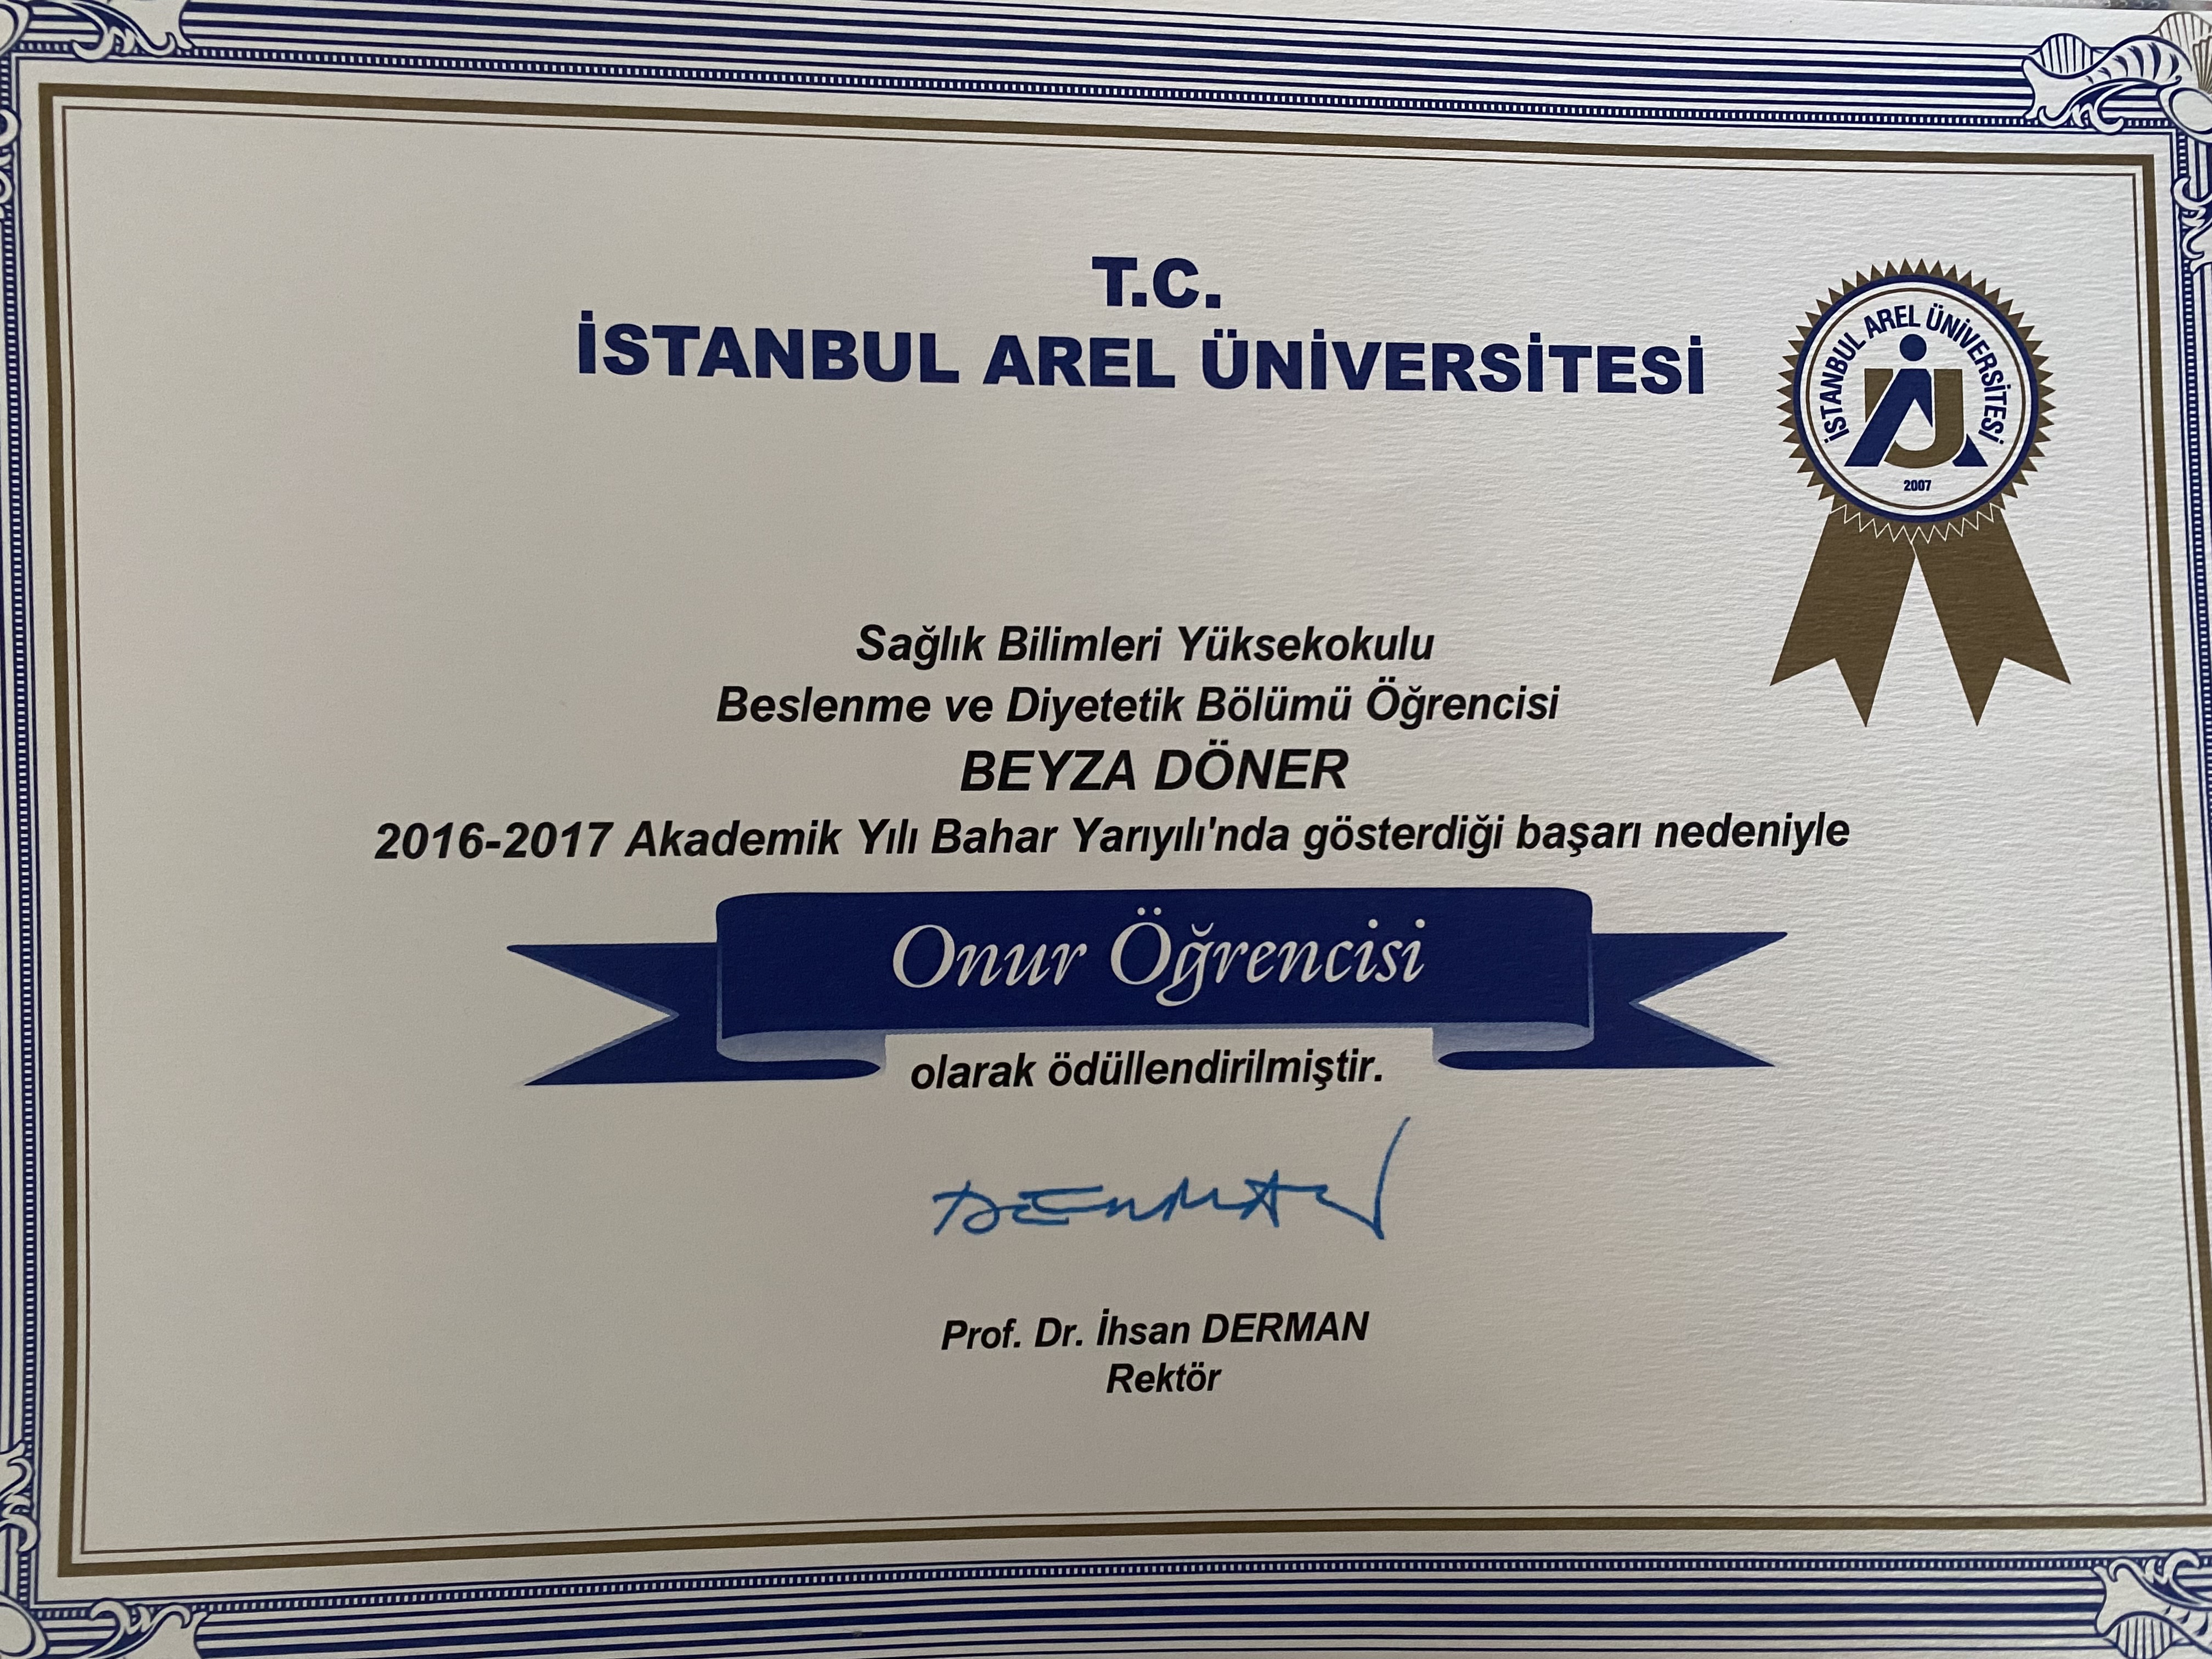 T.C.
İSTANBUL AREL ÜNİVERSİTESİ
İSTANBUL AREL ÜNİVERSİTESİ
2007
Sağlık Bilimleri Yüksekokulu
Beslenme ve Diyetetik Bölümü Öğrencisi
BEYZA DÖNER
2016-2017 Akademik Yılı Bahar Yarıyılı'nda gösterdiği başarı nedeniyle
Onur Öğrencisi
olarak ödüllendirilmiştir.
DERMAN
Prof. Dr. İhsan DERMAN
Rektör